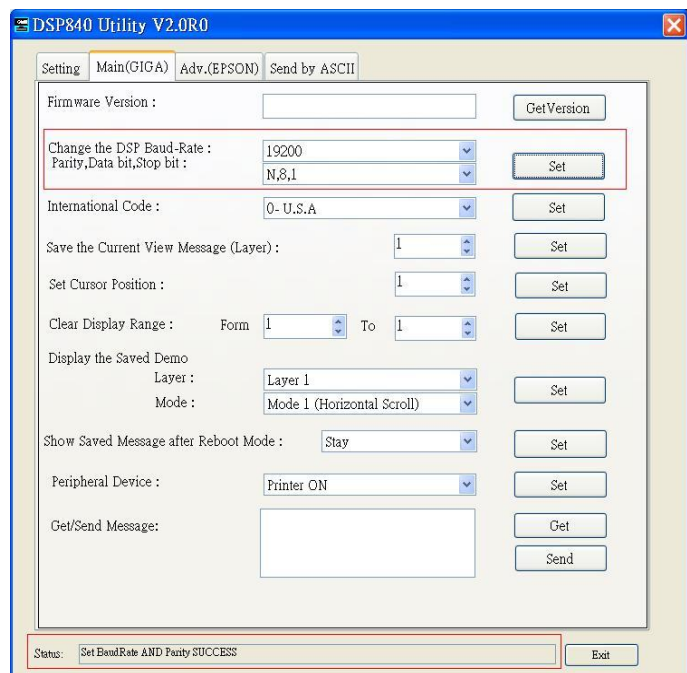 DSP840 Utility V2.0R0
Setting Main(GIGA) Adv.(EPSON) Send by ASCII
Firmware Version : GetVersion
Change the DSP Baud-Rate : 19200
Parity,Data bit,Stop bit : N,8,1 Set
International Code : 0- U.S.A Set
Save the Current View Message (Layer) : 1 Set
Set Cursor Position : 1 Set
Clear Display Range : Form 1 To 1 Set
Display the Saved Demo
Layer : Layer 1
Mode : Mode 1 (Horizontal Scroll) Set
Show Saved Message after Reboot Mode : Stay Set
Peripheral Device : Printer ON Set
Get/Send Message: Get
Send
Status: Set BaudRate AND Parity SUCCESS Exit